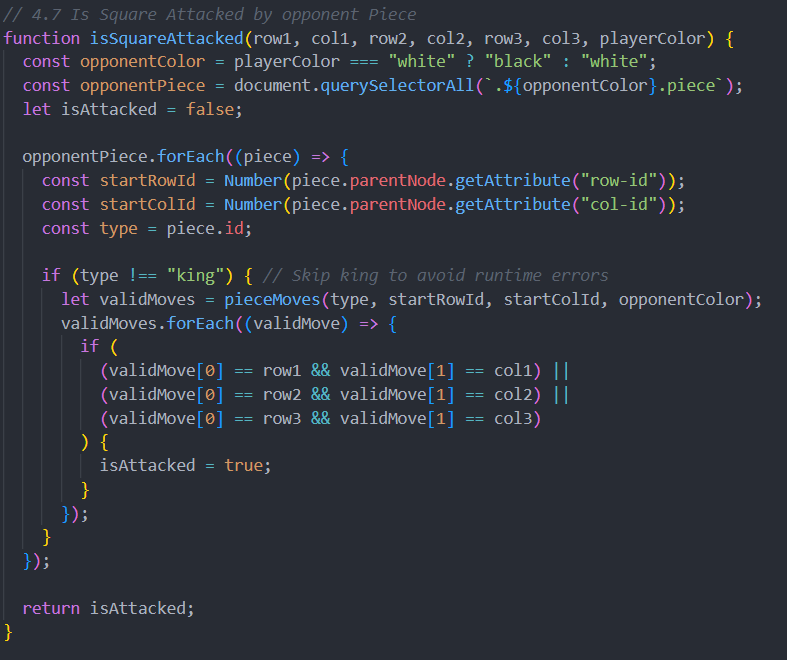 // 4.7 Is Square Attacked by opponent Piece
function isSquareAttacked(row1, col1, row2, col2, row3, col3, playerColor) {
  const opponentColor = playerColor === "white" ? "black" : "white";
  const opponentPiece = document.querySelectorAll(`.${opponentColor}.piece`);
  let isAttacked = false;

  opponentPiece.forEach((piece) => {
    const startRowId = Number(piece.parentNode.getAttribute("row-id"));
    const startColId = Number(piece.parentNode.getAttribute("col-id"));
    const type = piece.id;

    if (type !== "king") { // Skip king to avoid runtime errors
      let validMoves = pieceMoves(type, startRowId, startColId, opponentColor);
      validMoves.forEach((validMove) => {
        if (
          (validMove[0] == row1 && validMove[1] == col1) ||
          (validMove[0] == row2 && validMove[1] == col2) ||
          (validMove[0] == row3 && validMove[1] == col3)
        ) {
          isAttacked = true;
        }
      });
    }
  });

  return isAttacked;
}